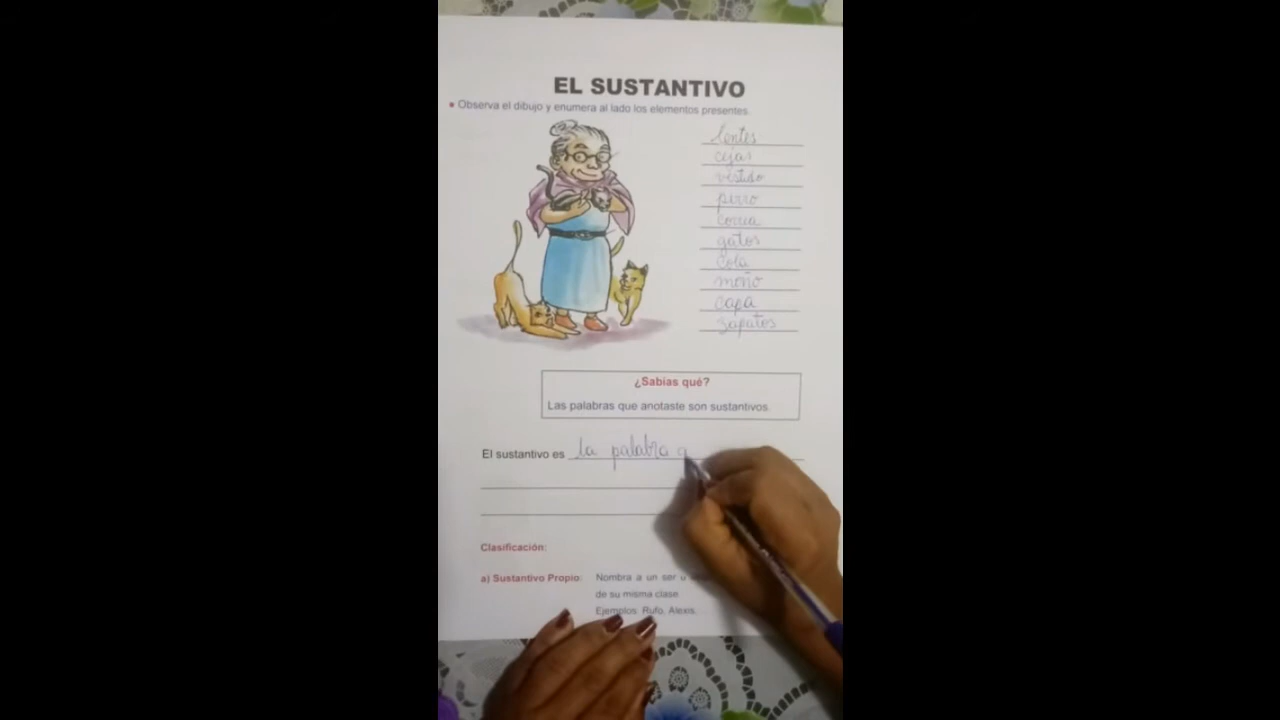 EL SUSTANTIVO
Observa el dibujo y enumera al lado los elementos presentes.
lentes
cejas
vestido
perro
correa
gatos
cola
moño
capa
zapatos
¿Sabías qué?
Las palabras que anotaste son sustantivos.
El sustantivo es la palabra q
Clasificación:
a) Sustantivo Propio: Nombra a un ser u
de su misma clase.
Ejemplos. Rufo. Alexis.